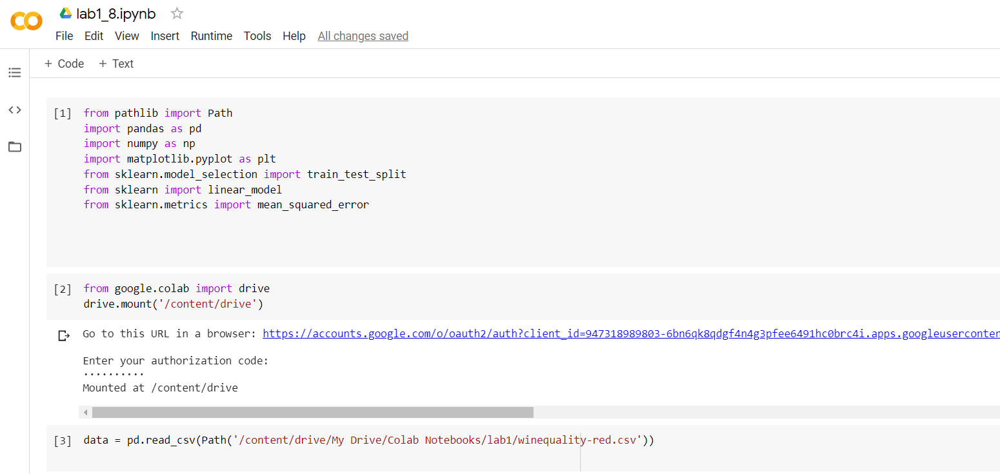 lab1_8.ipynb
File Edit View Insert Runtime Tools Help All changes saved
+ Code + Text
[1] from pathlib import Path
import pandas as pd
import numpy as np
import matplotlib.pyplot as plt
from sklearn.model_selection import train_test_split
from sklearn import linear_model
from sklearn.metrics import mean_squared_error
[2] from google.colab import drive
drive.mount('/content/drive')
Go to this URL in a browser: https://accounts.google.com/o/oauth2/auth?client_id=947318989803-6bn6qk8qdgf4n4g3pfee6491hc0brc4i.apps.googleuserconten
Enter your authorization code:
··········
Mounted at /content/drive
[3] data = pd.read_csv(Path('/content/drive/My Drive/Colab Notebooks/lab1/winequality-red.csv'))